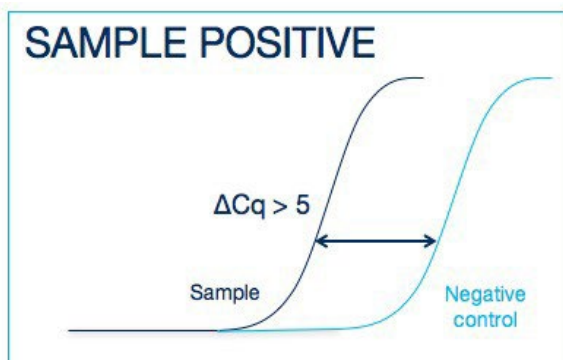 SAMPLE POSITIVE
ΔCq > 5
Sample
Negative
control